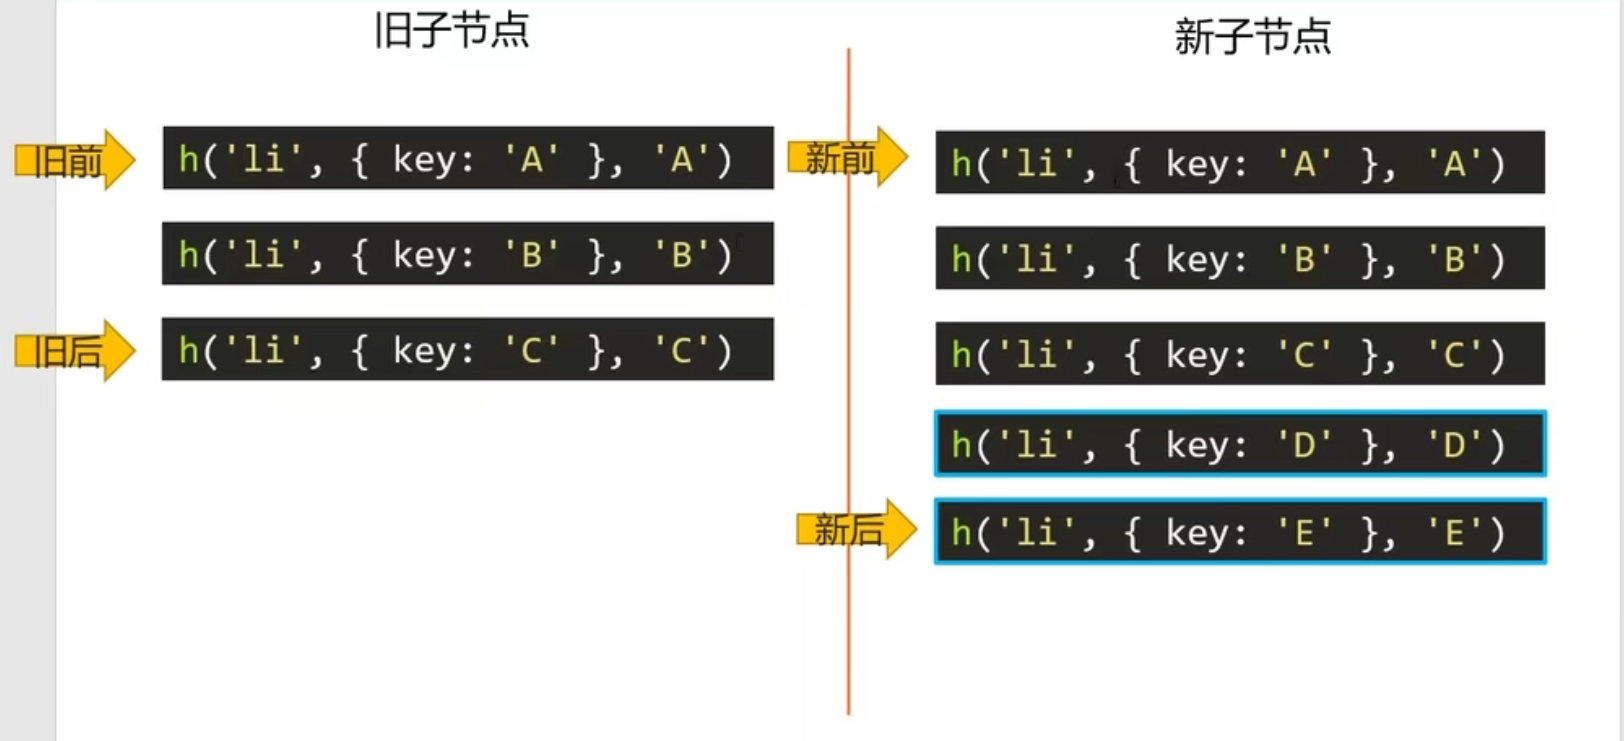 旧子节点
新子节点
旧前
h('li', { key: 'A' }, 'A')
新前
h('li', { key: 'A' }, 'A')
h('li', { key: 'B' }, 'B')
h('li', { key: 'B' }, 'B')
旧后
h('li', { key: 'C' }, 'C')
h('li', { key: 'C' }, 'C')
h('li', { key: 'D' }, 'D')
新后
h('li', { key: 'E' }, 'E')